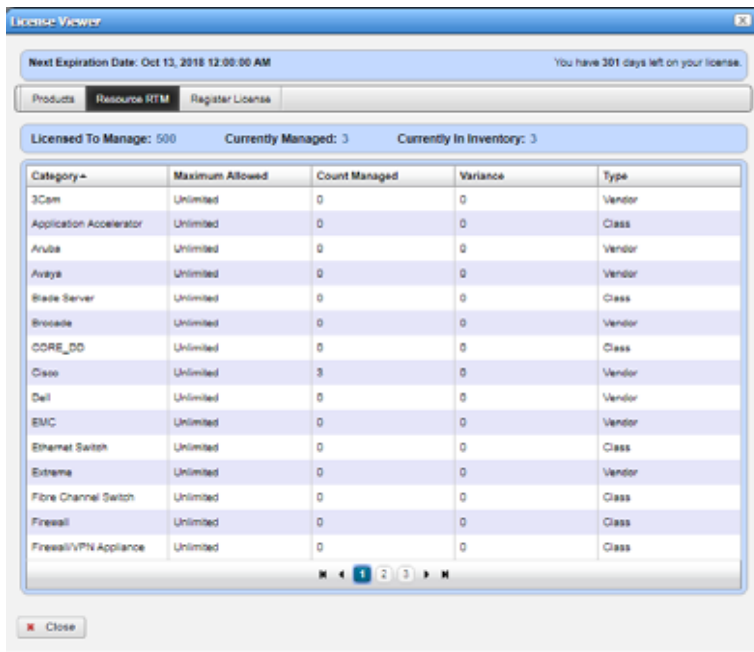 License Viewer
Next Expiration Date: Oct 13, 2018 12:00:00 AM You have 301 days left on your license.
Products Resource RTM Register License
Licensed To Manage: 500 Currently Managed: 3 Currently In Inventory: 3
Category Maximum Allowed Count Managed Variance Type
3Com Unlimited 0 0 Vendor
Application Accelerator Unlimited 0 0 Class
Aruba Unlimited 0 0 Vendor
Avaya Unlimited 0 0 Vendor
Blade Server Unlimited 0 0 Class
Brocade Unlimited 0 0 Vendor
CORE_DD Unlimited 0 0 Class
Cisco Unlimited 3 0 Vendor
Dell Unlimited 0 0 Vendor
EMC Unlimited 0 0 Vendor
Ethernet Switch Unlimited 0 0 Class
Extreme Unlimited 0 0 Vendor
Fibre Channel Switch Unlimited 0 0 Class
Firewall Unlimited 0 0 Class
Firewall/VPN Appliance Unlimited 0 0 Class
1 2 3
Close